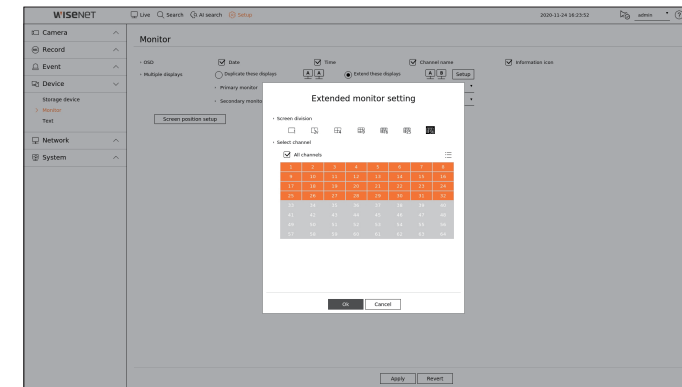 WISENET
Live Search AI search Setup
2020-11-24 16:23:52
admin
Camera
Monitor
Record
Event
Device
Storage device
Monitor
Text
Network
System
OSD Date Time Channel name Information icon
Multiple displays Duplicate these displays A A Extend these displays A B Setup
Primary monitor
Secondary monito
Screen position setup
Extended monitor setting
Screen division
Select channel
All channels
1 2 3 4 5 6 7 8
9 10 11 12 13 14 15 16
17 18 19 20 21 22 23 24
25 26 27 28 29 30 31 32
33 34 35 36 37 38 39 40
41 42 43 44 45 46 47 48
49 50 51 52 53 54 55 56
57 58 59 60 61 62 63 64
Ok Cancel
Apply Revert